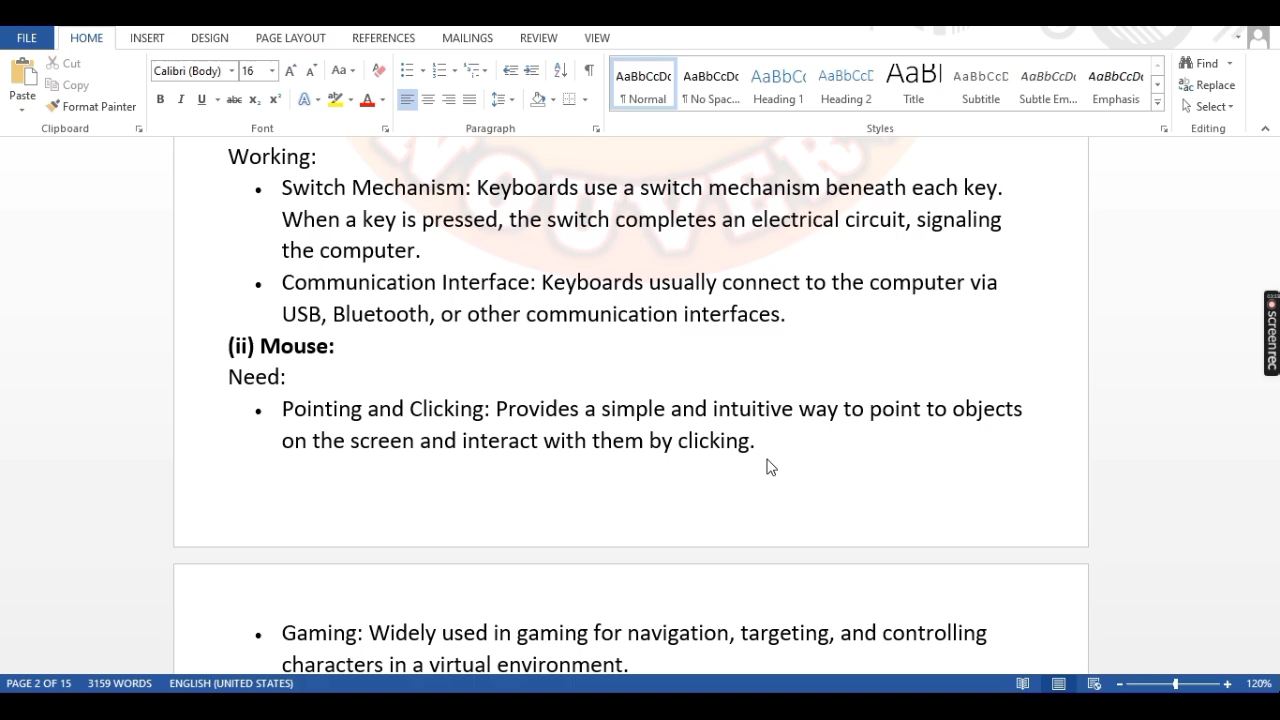 FILE HOME INSERT DESIGN PAGE LAYOUT REFERENCES MAILINGS REVIEW VIEW
Cut
Copy
Format Painter
Paste
Clipboard
Calibri (Body) 16
Font
Paragraph
AaBbCcDc AaBbCcDc AaBbCc AaBbCcD AaBl AaBbCcD AaBbCcDc AaBbCcDc
¶ Normal ¶ No Spac... Heading 1 Heading 2 Title Subtitle Subtle Em... Emphasis
Styles
Find
Replace
Select
Editing
NOUVER
Working:
• Switch Mechanism: Keyboards use a switch mechanism beneath each key.
When a key is pressed, the switch completes an electrical circuit, signaling
the computer.
• Communication Interface: Keyboards usually connect to the computer via
USB, Bluetooth, or other communication interfaces.
(ii) Mouse:
Need:
• Pointing and Clicking: Provides a simple and intuitive way to point to objects
on the screen and interact with them by clicking.
• Gaming: Widely used in gaming for navigation, targeting, and controlling
characters in a virtual environment.
screenrec
PAGE 2 OF 15 3159 WORDS ENGLISH (UNITED STATES) 120%